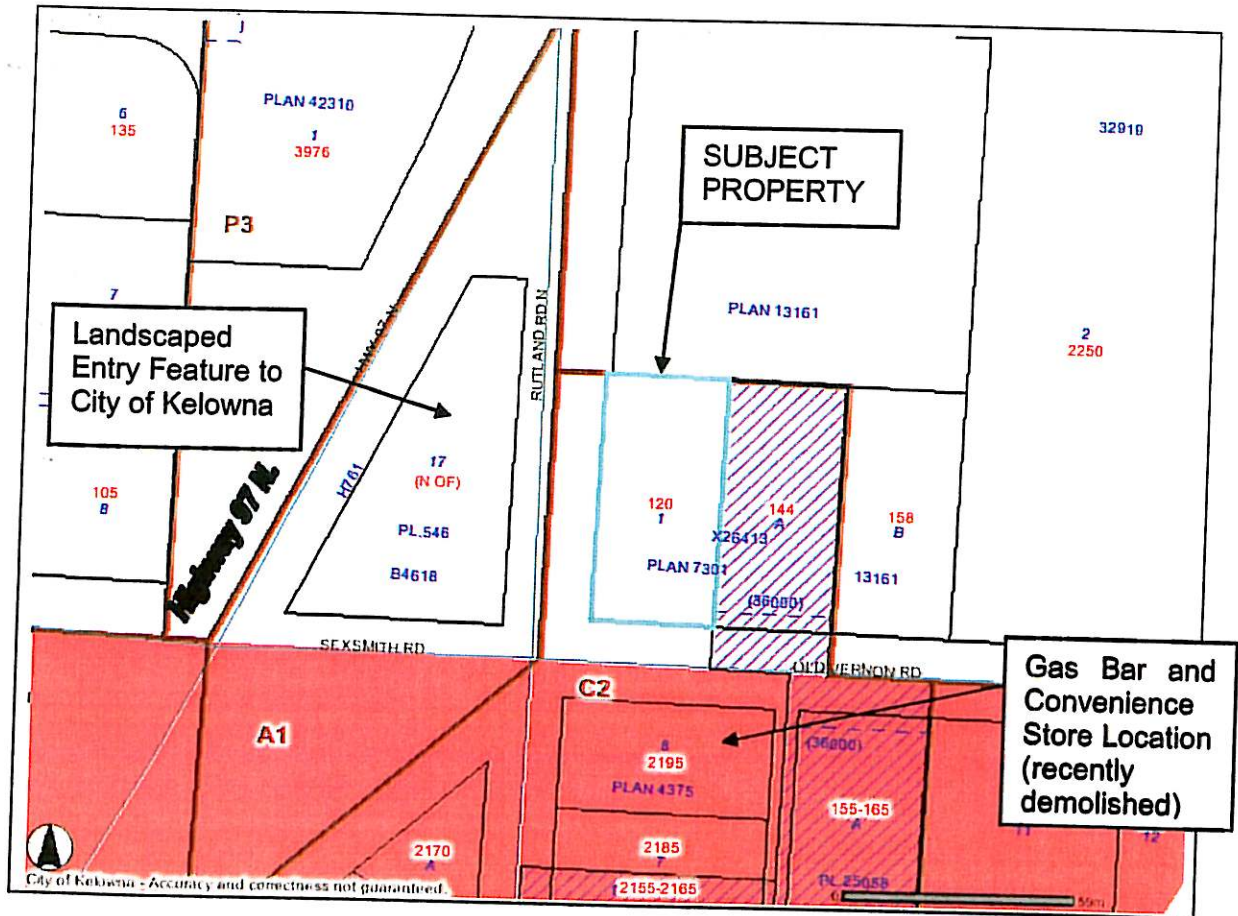 J
PLAN 42310
6
135
1
3976
32919
SUBJECT
PROPERTY
P3
7
PLAN 13161
2
2250
Landscaped
Entry Feature to
City of Kelowna
HWY 97 N
RUTLAND RD N
Highway 97 N.
H761
17
(N OF)
105
B
120
1
144
A
158
B
X26413
PL.546
PLAN 7301
B4618
13161
(36000)
SEXSMITH RD
OLD VERNON RD
C2
Gas Bar and
Convenience
Store Location
(recently
demolished)
A1
8
2195
(36000)
PLAN 4375
155-165
A
11
12
2170
A
2185
7
2155-2165
PL.25058
City of Kelowna - Accuracy and correctness not guaranteed.